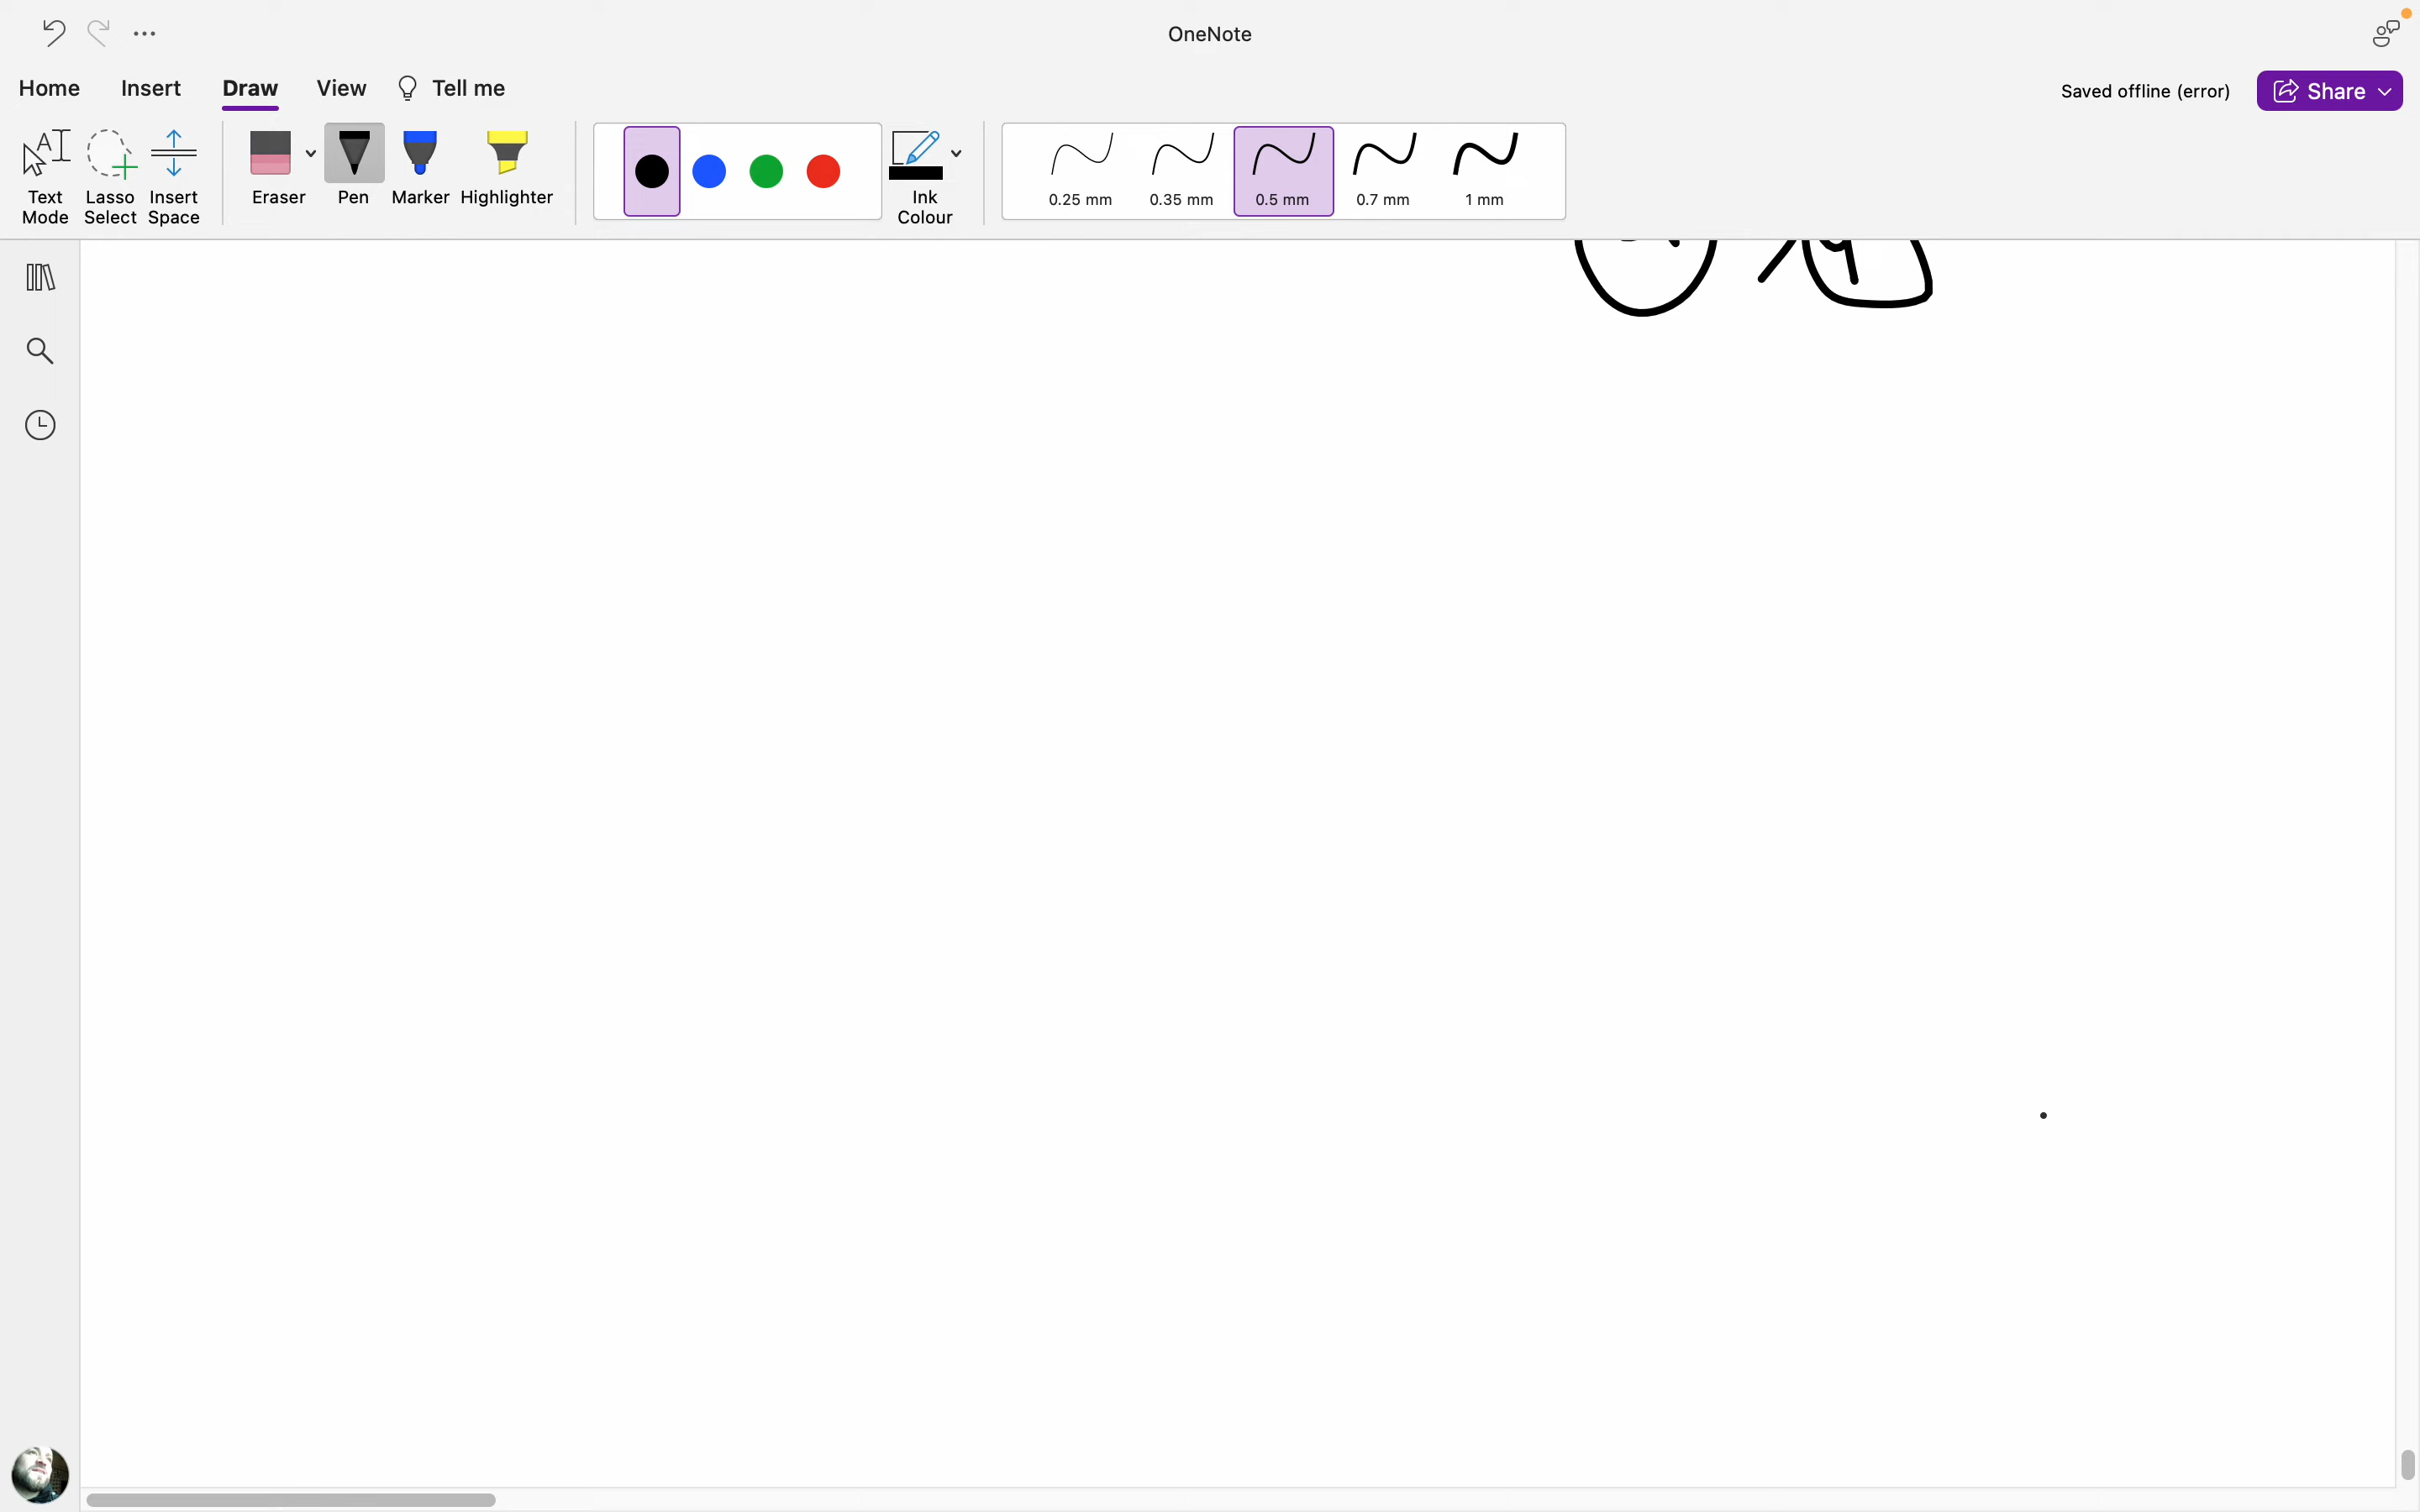 OneNote
Home Insert Draw View Tell me
Saved offline (error) Share
Text Mode
Lasso Select
Insert Space
Eraser
Pen
Marker
Highlighter
Ink Colour
0.25 mm
0.35 mm
0.5 mm
0.7 mm
1 mm